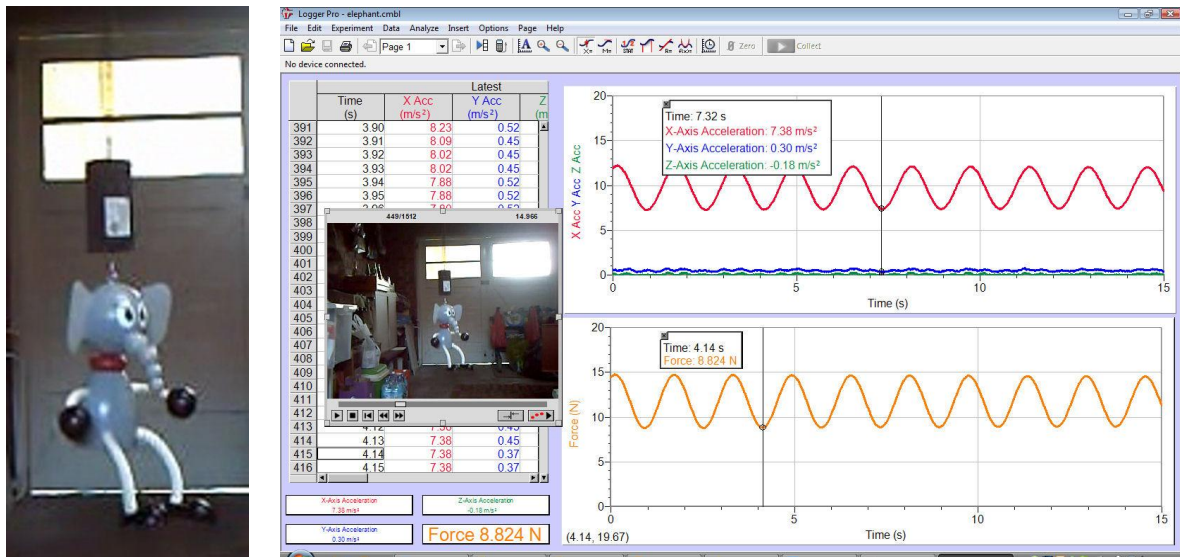 Logger Pro - elephant.cmbl
File Edit Experiment Data Analyze Insert Options Page Help
Page 1 Zero Collect
No device connected.
Latest
Time X Acc Y Acc Z
(s) (m/s²) (m/s²) (m
391 3.90 8.23 0.52
392 3.91 8.09 0.45
393 3.92 8.02 0.45
394 3.93 8.02 0.45
395 3.94 7.88 0.52
396 3.95 7.88 0.52
397
398
399
400
401
402
403
404
405
406
407
408
409
410
411
412
413
414 4.13 7.38 0.45
415 4.14 7.38 0.37
416 4.15 7.38 0.37
449/1512 14.966
X-Axis Acceleration
7.38 m/s²
Z-Axis Acceleration
-0.18 m/s²
Y-Axis Acceleration
0.30 m/s²
Force 8.824 N
20
15
10
5
0
X Acc Y Acc Z Acc
Time: 7.32 s
X-Axis Acceleration: 7.38 m/s²
Y-Axis Acceleration: 0.30 m/s²
Z-Axis Acceleration: -0.18 m/s²
0 5 10 15
Time (s)
20
15
10
5
0
Force (N)
Time: 4.14 s
Force: 8.824 N
5 10 15
(4.14, 19.67)
Time (s)